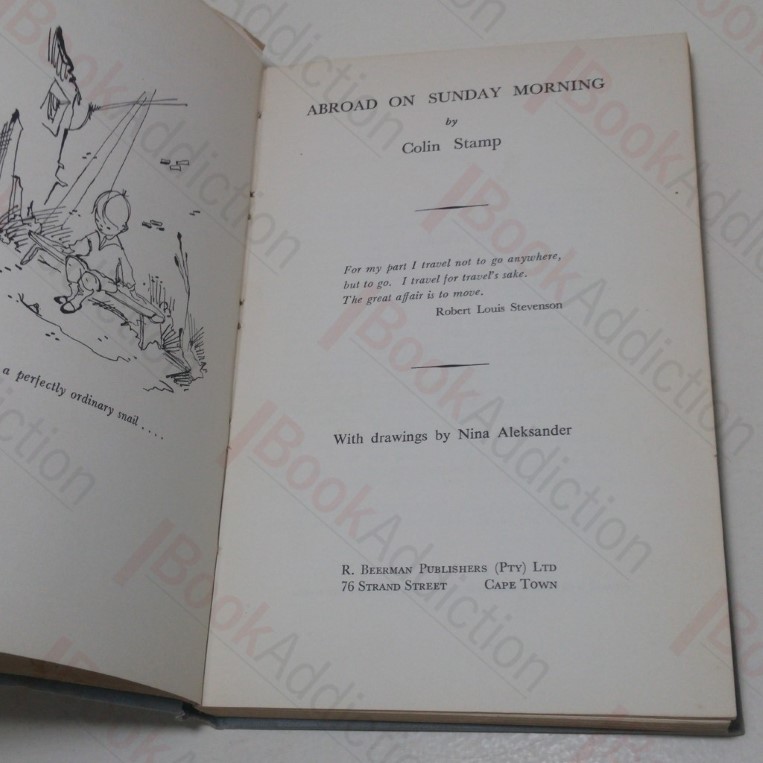 a perfectly ordinary snail . . . .
ABROAD ON SUNDAY MORNING
by
Colin Stamp
For my part I travel not to go anywhere,
but to go. I travel for travel's sake.
The great affair is to move.
Robert Louis Stevenson
With drawings by Nina Aleksander
R. BEERMAN PUBLISHERS (PTY) LTD
76 STRAND STREET CAPE TOWN
BookAddiction